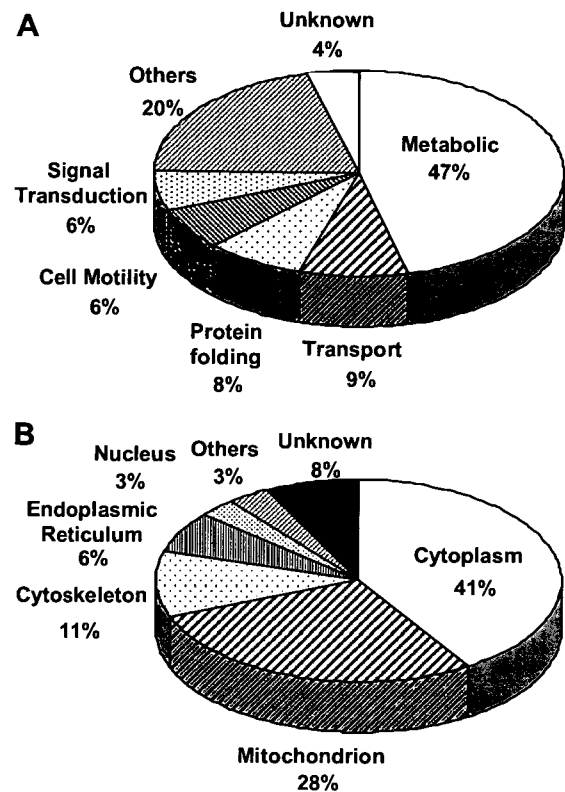 A
Unknown
4%
Others
20%
Metabolic
47%
Signal
Transduction
6%
Cell Motility
6%
Protein
folding
8%
Transport
9%
B
Unknown
8%
Others
3%
Nucleus
3%
Endoplasmic
Reticulum
6%
Cytoplasm
41%
Cytoskeleton
11%
Mitochondrion
28%